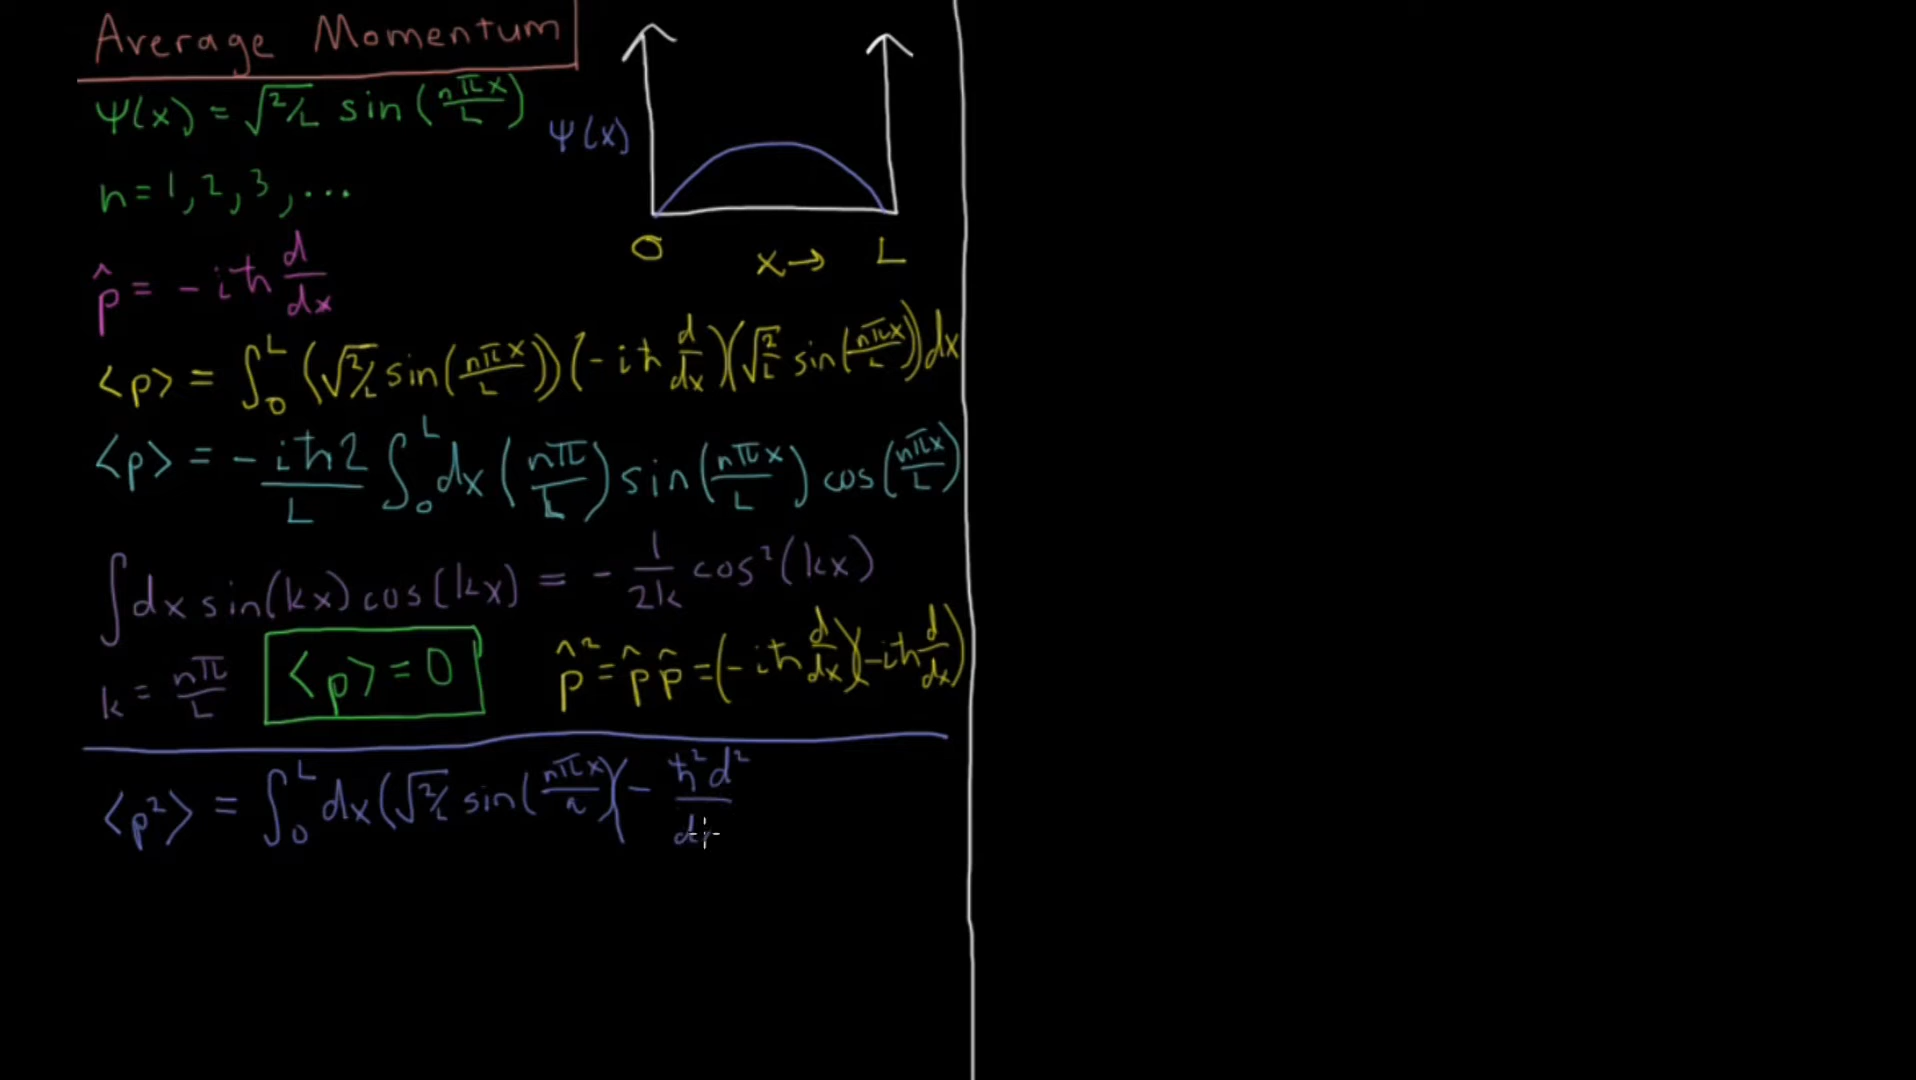 Average Momentum
Ψ(x) = √2/L sin(nπx/L)
Ψ(x)
n = 1, 2, 3, ...
0 x→ L
p̂ = -iħ d/dx
<p> = ∫₀ᴸ (√2/L sin(nπx/L))(-iħ d/dx)(√2/L sin(nπx/L))dx
<p> = -iħ2/L ∫₀ᴸ dx (nπ/L) sin(nπx/L) cos(nπx/L)
∫dx sin(kx) cos(kx) = -1/2k cos²(kx)
k = nπ/L <p> = 0 p̂² = p̂ p̂ = (-iħ d/dx)(-iħ d/dx)
<p²> = ∫₀ᴸ dx (√2/L sin(nπx/a)(-ħ²d²/d